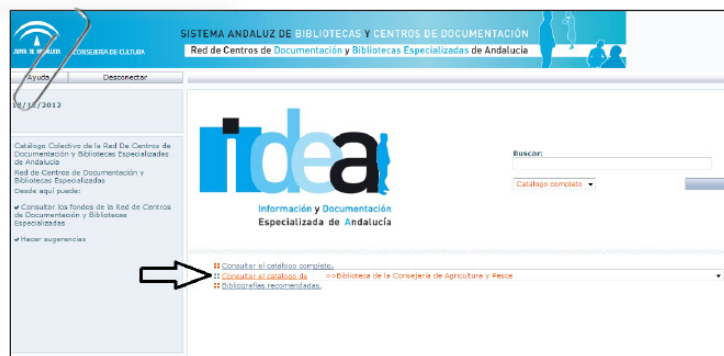 SISTEMA ANDALUZ DE BIBLIOTECAS Y CENTROS DE DOCUMENTACIÓN
Red de Centros de Documentación y Bibliotecas Especializadas de Andalucía
JUNTA DE ANDALUCIA CONSEJERÍA DE CULTURA
Ayuda Desconectar
/2012
Catálogo Colectivo de la Red De Centros de
Documentación y Bibliotecas Especializadas
de Andalucía
Red de Centros de Documentación y
Bibliotecas Especializadas
Desde aquí puede:
Consultar los fondos de la Red de Centros
de Documentación y Bibliotecas
Especializadas
Hacer sugerencias
idea
Información y Documentación
Especializada de Andalucía
Buscar:
Catálogo completo
Consultar el catálogo completo.
Consultar el catálogo de >>Biblioteca de la Consejería de Agricultura y Pesca
Bibliografías recomendadas.